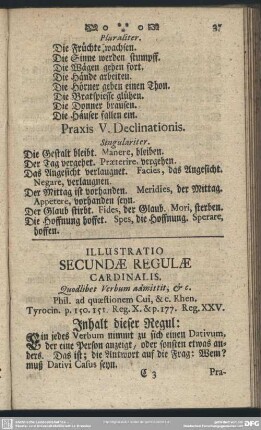 37
Pluraliter.
Die Früchte wachsen.
Die Sinne werden stumpff.
Die Wägen gehen fort.
Die Hände arbeiten.
Die Hörner geben einen Thon.
Die Bratspiesse glühen.
Die Donner brausen.
Die Häuser fallen ein.
Praxis V. Declinationis.
Singulariter.
Die Gestalt bleibt. Manere, bleiben.
Der Tag vergehet. Præterire, vergehen.
Das Angesicht verlaugnet. Facies, das Angesicht.
Negare, verlaugnen.
Der Mittag ist vorhanden. Meridies, der Mittag.
Appetere, vorhanden seyn.
Der Glaub stirbt. Fides, der Glaub. Mori, sterben.
Die Hoffnung hoffet. Spes, die Hoffnung. Sperare,
hoffen.
ILLUSTRATIO
SECUNDÆ REGULÆ
CARDINALIS.
Quodlibet Verbum admittit, & c.
Phil. ad quæstionem Cui, & c. Rhen.
Tyrocin. p. 150. 151. Reg. X. & p. 177. Reg. XXV.
Inhalt dieser Regul:
Ein jedes Verbum nimmt zu sich einen Dativum,
der eine Person anzeigt, oder sonsten etwas an-
ders. Das ist: die Antwort auf die Frag: Wem?
muß Dativi Casus seyn.
C 3 Pra-